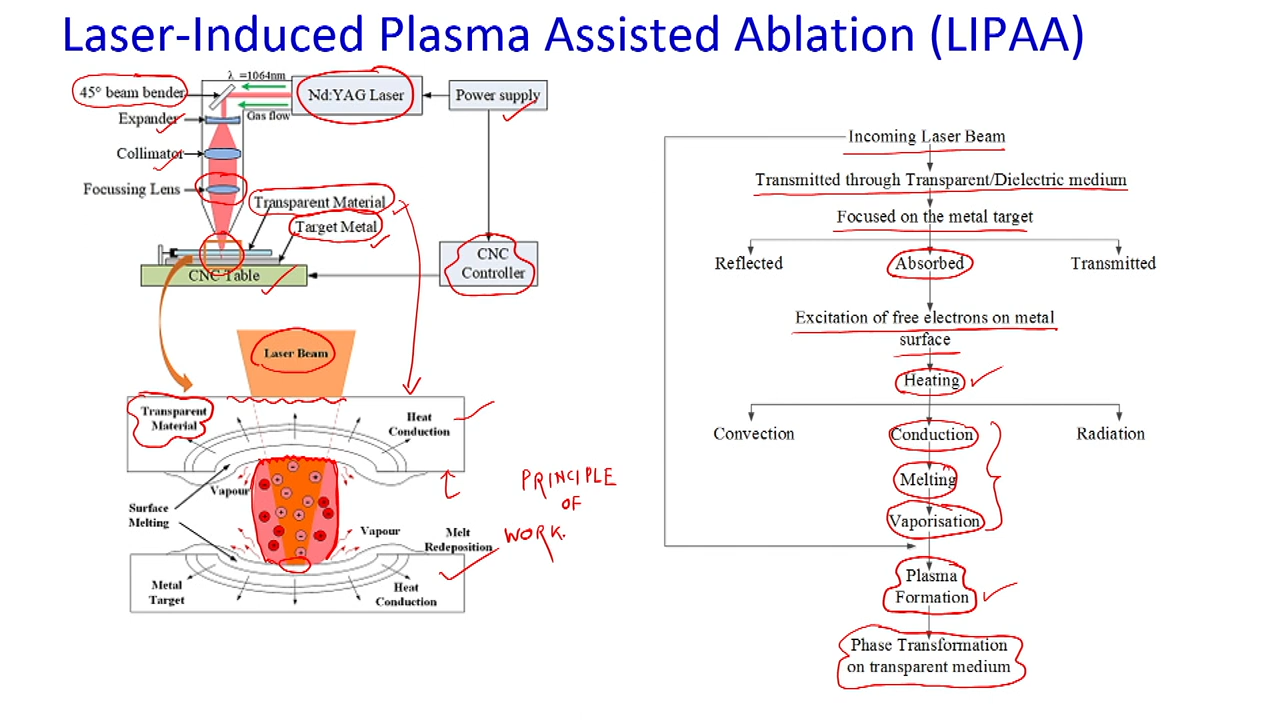 Laser-Induced Plasma Assisted Ablation (LIPAA)
λ =1064nm
45° beam bender
Nd:YAG Laser
Power supply
Expander
Gas flow
Collimator
Focussing Lens
Transparent Material
Target Metal
CNC
Controller
CNC Table
Laser Beam
Transparent
Material
Heat
Conduction
Vapour
Surface
Melting
Vapour
Melt
Redeposition
Metal
Target
Heat
Conduction
PRINCIPLE
OF
WORK.
Incoming Laser Beam
Transmitted through Transparent/Dielectric medium
Focused on the metal target
Reflected
Absorbed
Transmitted
Excitation of free electrons on metal
surface
Heating
Convection
Conduction
Radiation
Melting
Vaporisation
Plasma
Formation
Phase Transformation
on transparent medium